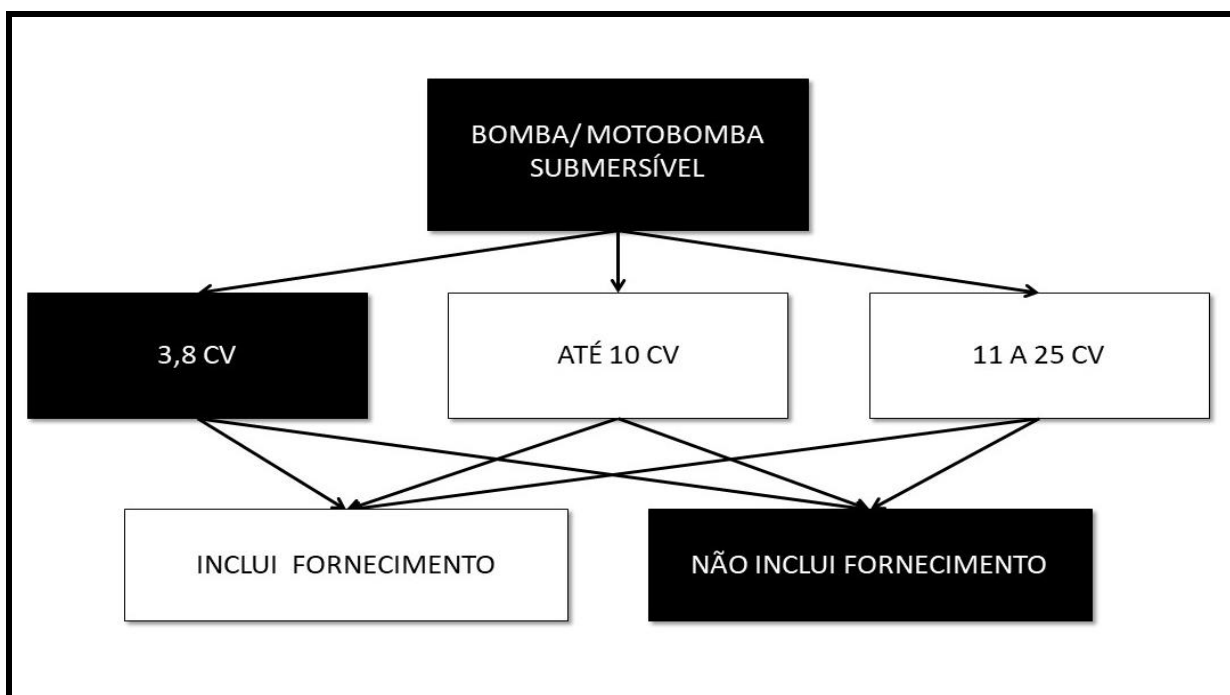 BOMBA/ MOTOBOMBA
SUBMERSÍVEL
3,8 CV
ATÉ 10 CV
11 A 25 CV
INCLUI FORNECIMENTO
NÃO INCLUI FORNECIMENTO